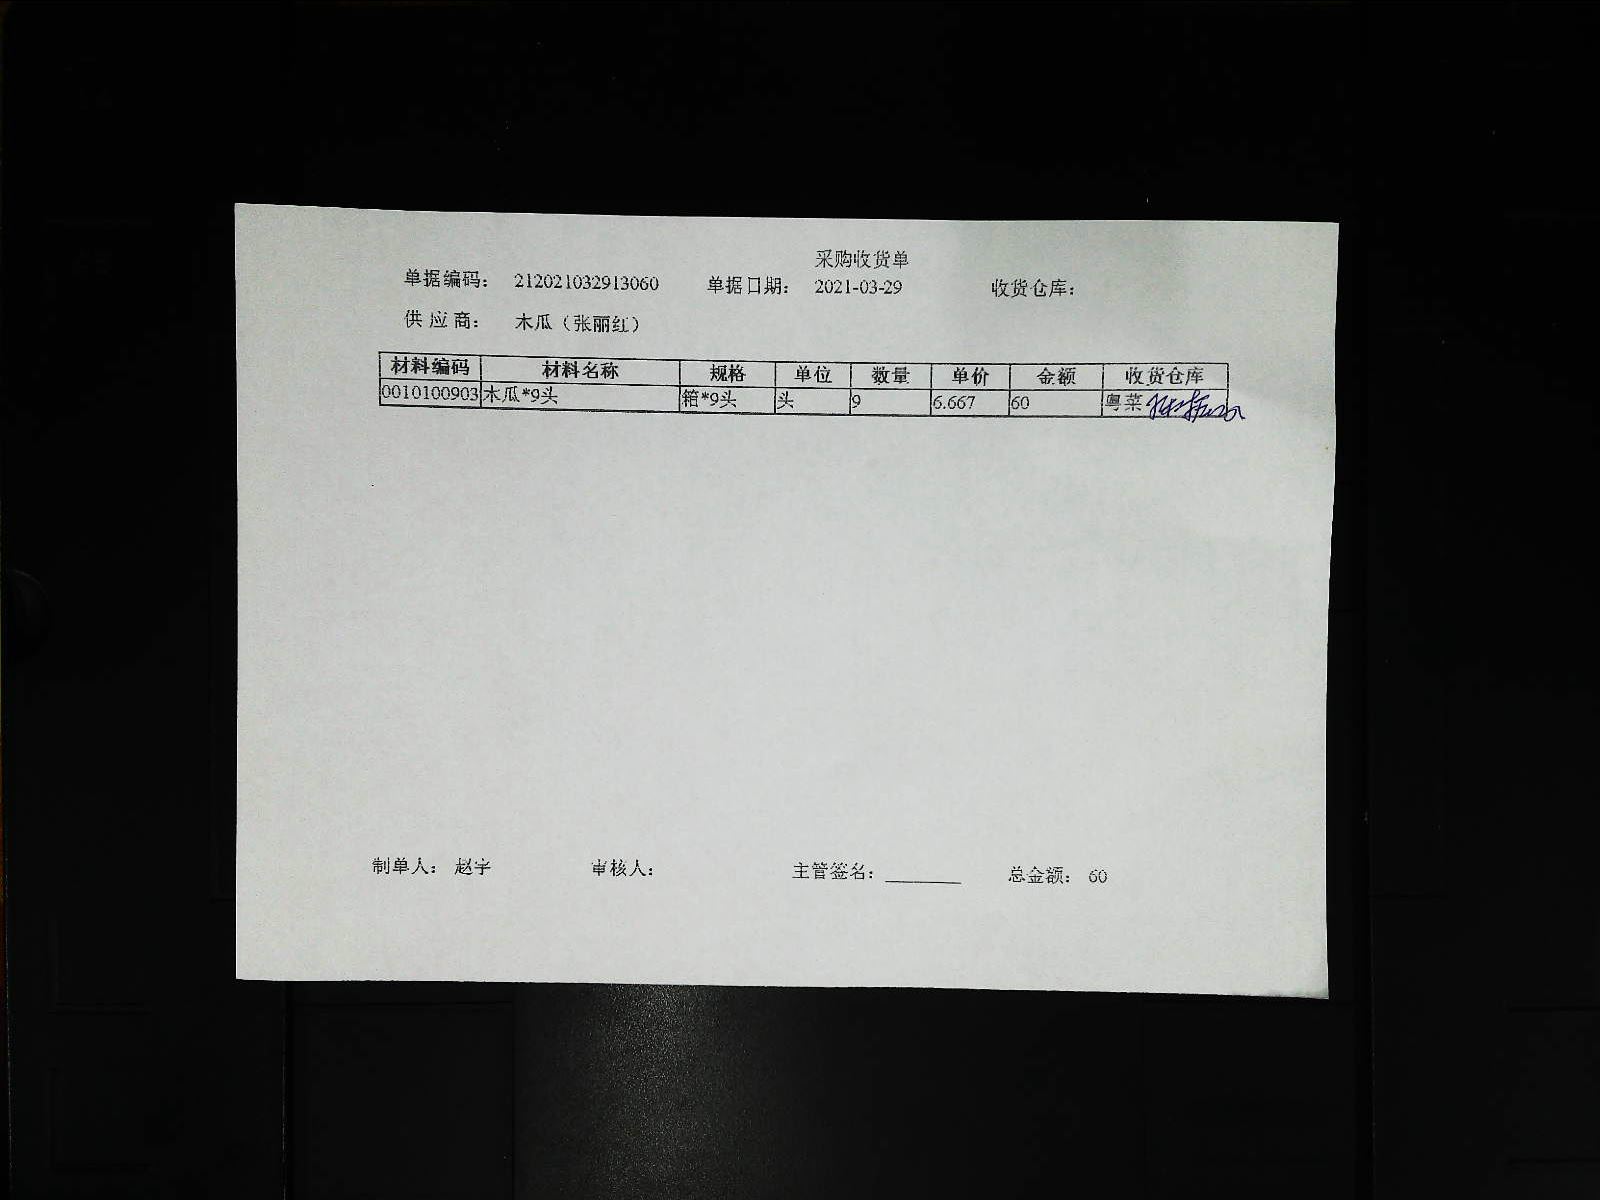 采购收货单
单据编码： 212021032913060 单据日期： 2021-03-29 收货仓库：
供 应 商： 木瓜（张丽红）
材料编码 材料名称 规格 单位 数量 单价 金额 收货仓库
0010100903 木瓜*9头 箱*9头 头 9 6.667 60 粤菜
制单人： 赵宇 审核人： 主管签名：________ 总金额： 60